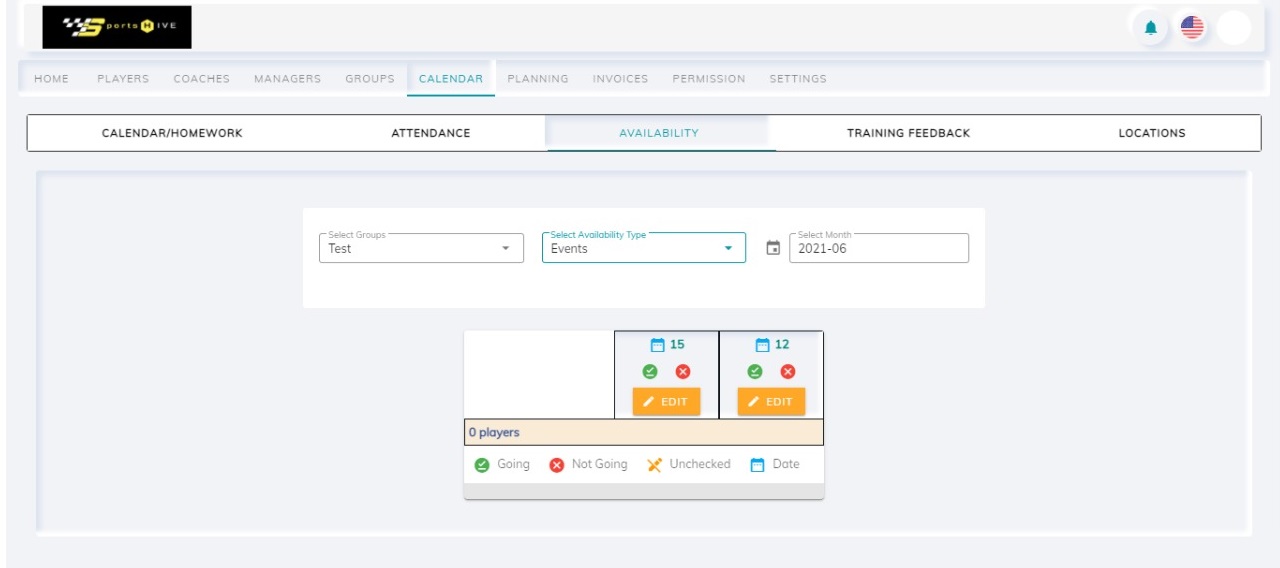 Sports HIVE
HOME PLAYERS COACHES MANAGERS GROUPS CALENDAR PLANNING INVOICES PERMISSION SETTINGS
CALENDAR/HOMEWORK ATTENDANCE AVAILABILITY TRAINING FEEDBACK LOCATIONS
Select Groups Select Availability Type Select Month
Test Events 2021-06
15 12
EDIT EDIT
0 players
Going Not Going Unchecked Date